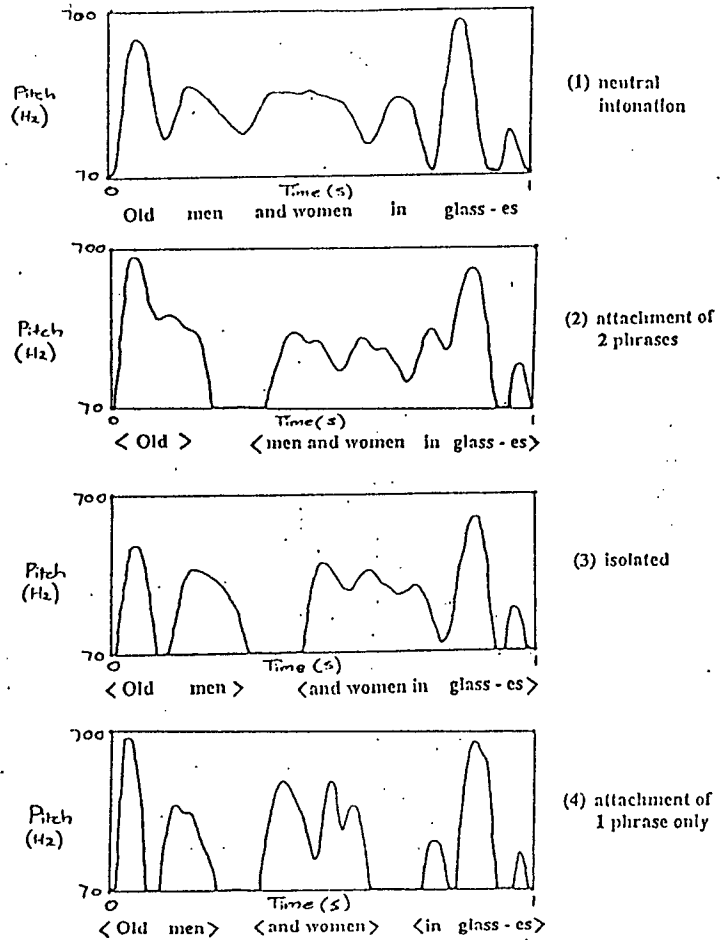 700
Pitch
(Hz)
(1) neutral
intonation
70
0
Time (s)
1
Old men and women in glass - es
700
Pitch
(Hz)
(2) attachment of
2 phrases
70
0
Time (s)
1
< Old > < men and women in glass - es>
700
Pitch
(Hz)
(3) isolated
70
0
Time (s)
1
< Old men > < and women in glass - es>
700
Pitch
(Hz)
(4) attachment of
1 phrase only
70
0
Time (s)
1
< Old men> <and women> <in glass - es>